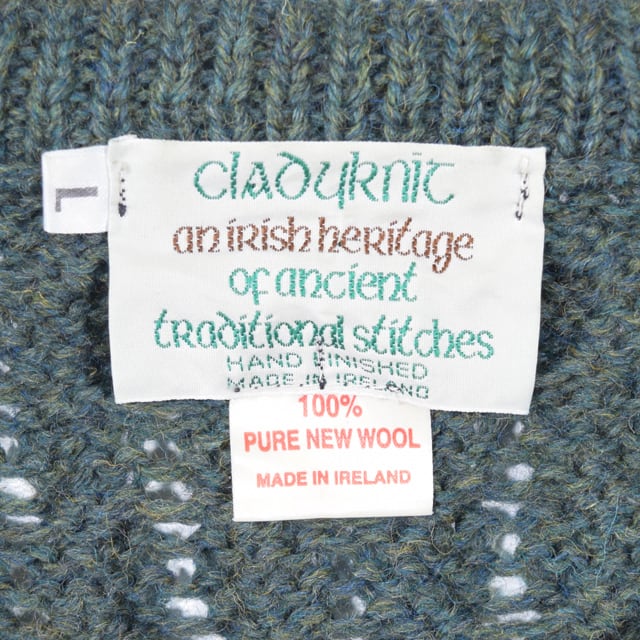 cladyknit
L
an irish heritage
of ancient
traditional stitches
HAND FINISHED
MADE IN IRELAND
100%
PURE NEW WOOL
MADE IN IRELAND